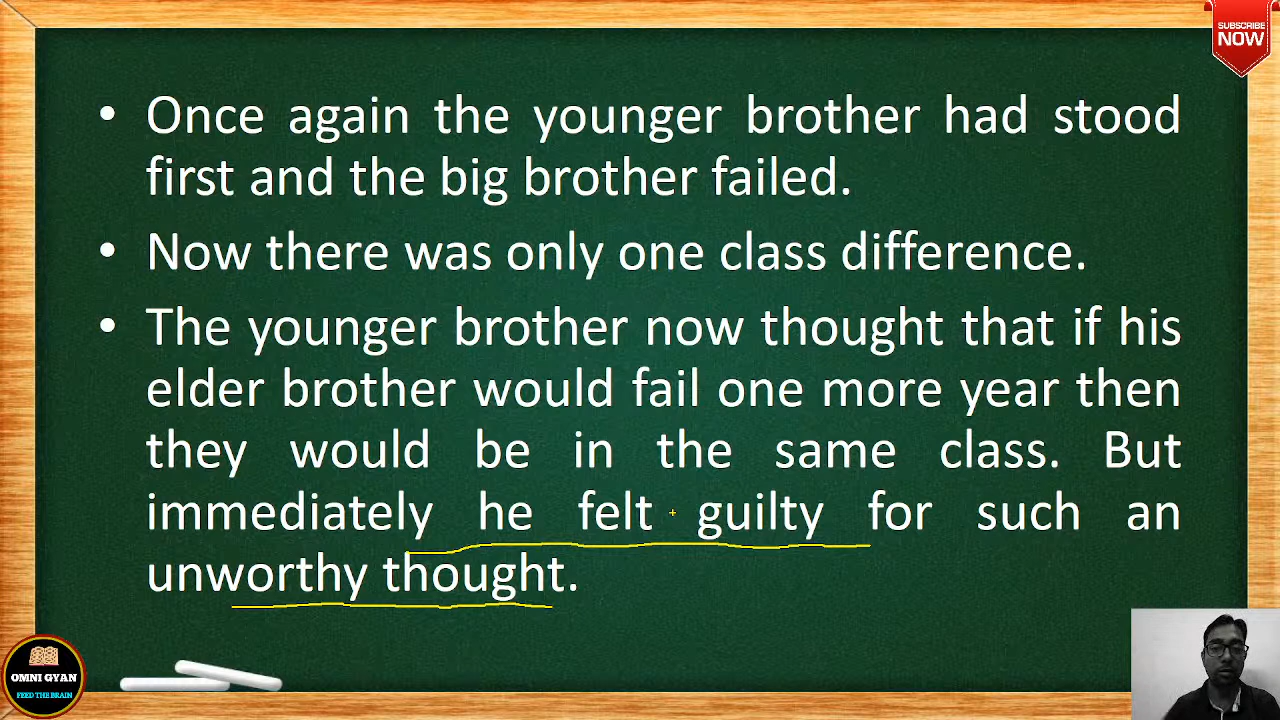 SUBSCRIBE
NOW
• Once again the younger brother had stood
first and the big brother failed.
• Now there was only one class difference.
• The younger brother now thought that if his
elder brother would fail one more year then
they would be in the same class. But
immediately he felt guilty for such an
unworthy thought.
OMNI GYAN
FEED THE BRAIN